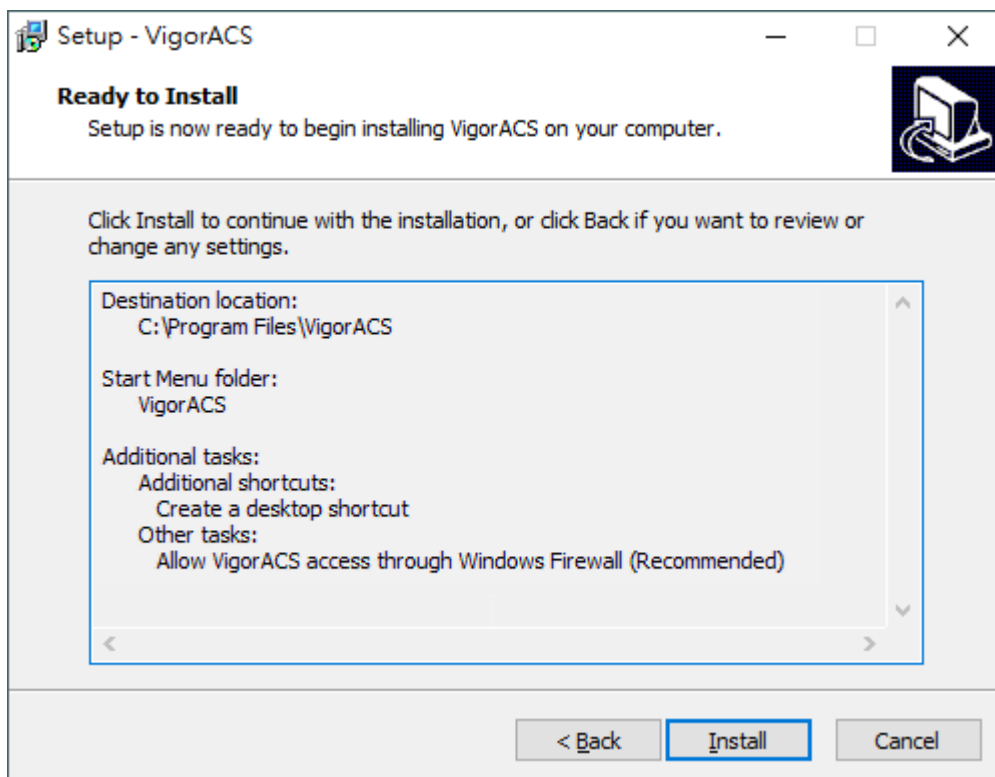 Setup - VigorACS
Ready to Install
Setup is now ready to begin installing VigorACS on your computer.
Click Install to continue with the installation, or click Back if you want to review or
change any settings.
Destination location:
C:\Program Files\VigorACS
Start Menu folder:
VigorACS
Additional tasks:
Additional shortcuts:
Create a desktop shortcut
Other tasks:
Allow VigorACS access through Windows Firewall (Recommended)
< Back
Install
Cancel